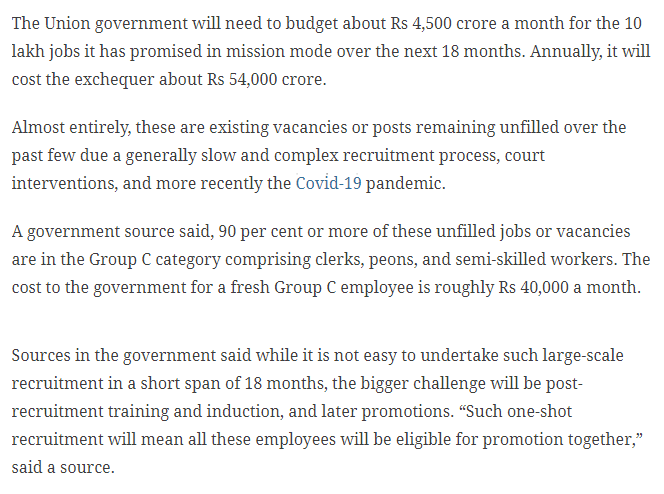 The Union government will need to budget about Rs 4,500 crore a month for the 10
lakh jobs it has promised in mission mode over the next 18 months. Annually, it will
cost the exchequer about Rs 54,000 crore.
Almost entirely, these are existing vacancies or posts remaining unfilled over the
past few due a generally slow and complex recruitment process, court
interventions, and more recently the Covid-19 pandemic.
A government source said, 90 per cent or more of these unfilled jobs or vacancies
are in the Group C category comprising clerks, peons, and semi-skilled workers. The
cost to the government for a fresh Group C employee is roughly Rs 40,000 a month.
Sources in the government said while it is not easy to undertake such large-scale
recruitment in a short span of 18 months, the bigger challenge will be post-
recruitment training and induction, and later promotions. “Such one-shot
recruitment will mean all these employees will be eligible for promotion together,”
said a source.